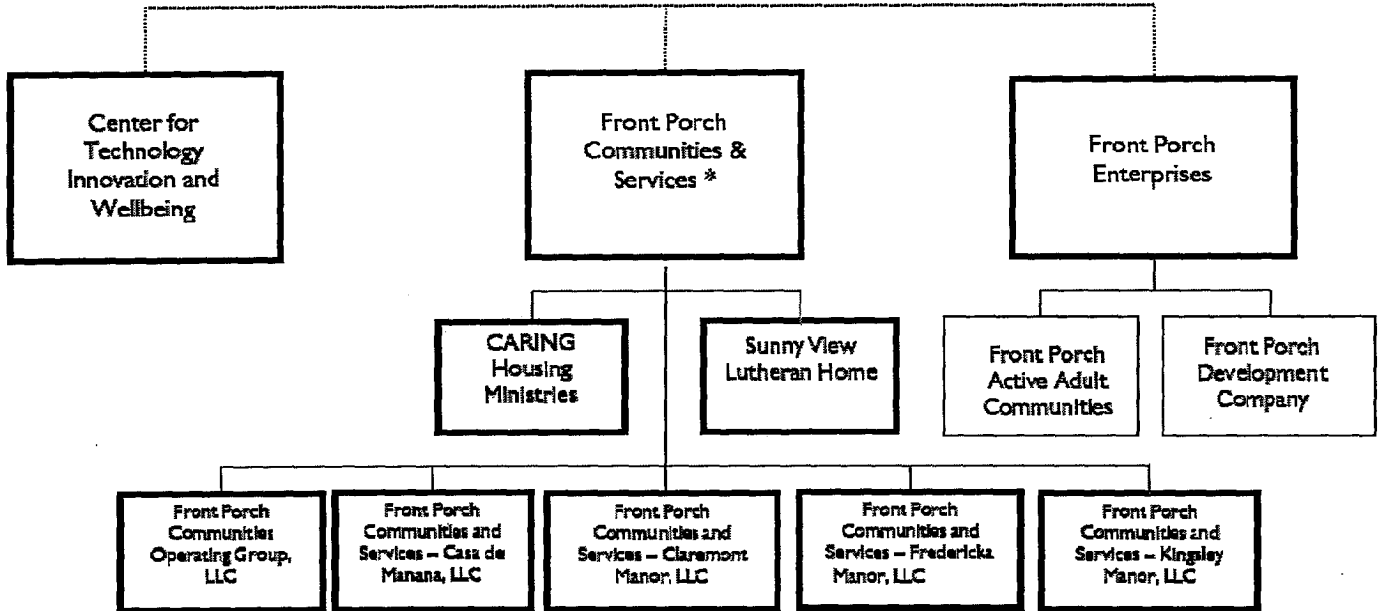 Center for
Technology
Innovation and
Wellbeing
Front Porch
Communities &
Services *
Front Porch
Enterprises
CARING
Housing
Ministries
Sunny View
Lutheran Home
Front Porch
Active Adult
Communities
Front Porch
Development
Company
Front Porch
Communities
Operating Group,
LLC
Front Porch
Communities and
Services – Casa de
Manana, LLC
Front Porch
Communities and
Services – Claremont
Manor, LLC
Front Porch
Communities and
Services – Fredericka
Manor, LLC
Front Porch
Communities and
Services – Kingsley
Manor, LLC